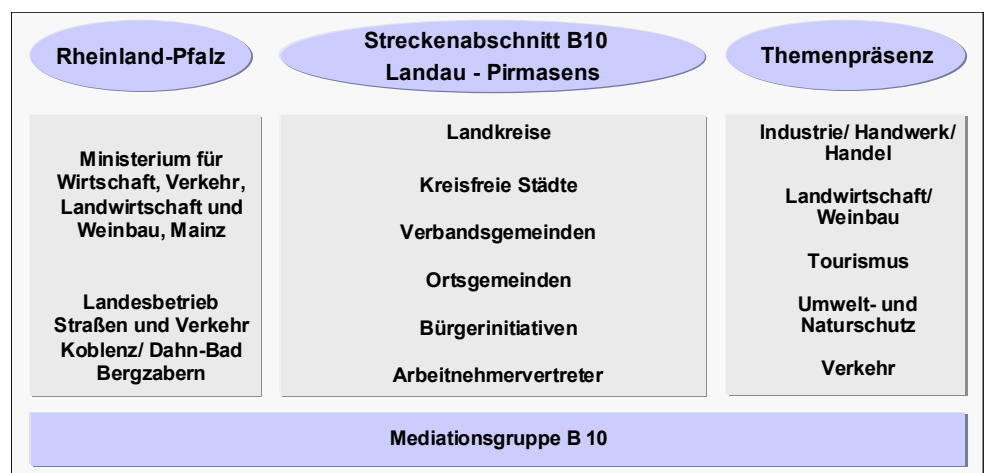 Rheinland-Pfalz
Streckenabschnitt B10
Landau - Pirmasens
Themenpräsenz
Ministerium für
Wirtschaft, Verkehr,
Landwirtschaft und
Weinbau, Mainz
Landesbetrieb
Straßen und Verkehr
Koblenz/ Dahn-Bad
Bergzabern
Landkreise
Kreisfreie Städte
Verbandsgemeinden
Ortsgemeinden
Bürgerinitiativen
Arbeitnehmervertreter
Industrie/ Handwerk/
Handel
Landwirtschaft/
Weinbau
Tourismus
Umwelt- und
Naturschutz
Verkehr
Mediationsgruppe B 10